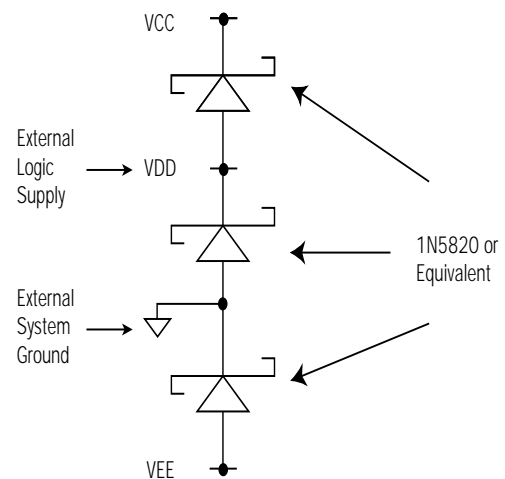 VCC
External
Logic
Supply
VDD
1N5820 or
Equivalent
External
System
Ground
VEE